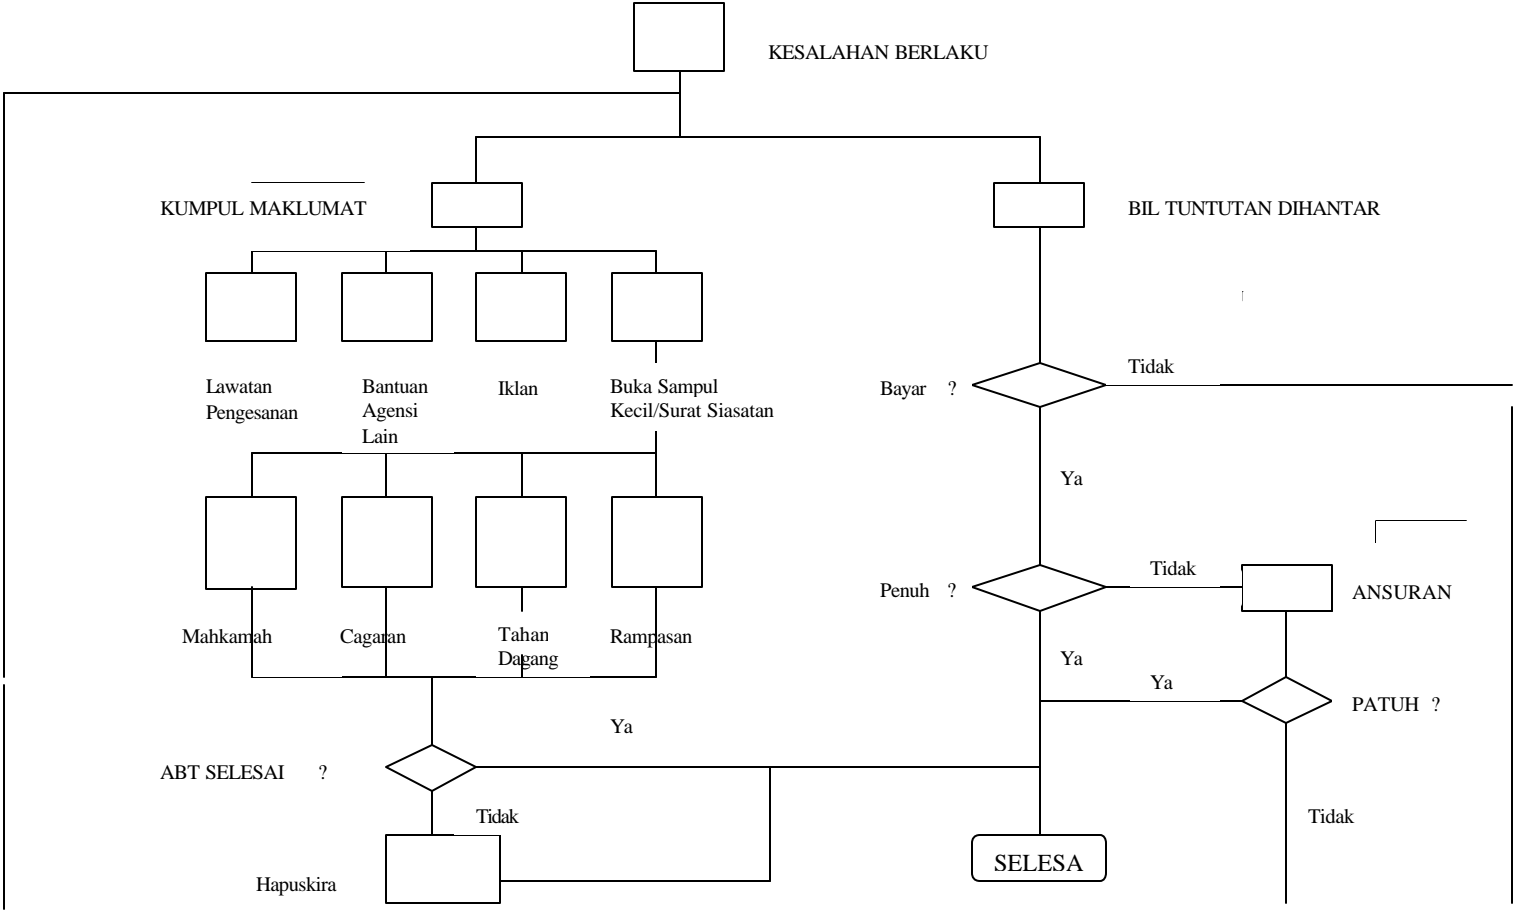 KESALAHAN BERLAKU
KUMPUL MAKLUMAT
BIL TUNTUTAN DIHANTAR
Lawatan
Pengesanan
Bantuan
Agensi
Lain
Iklan
Buka Sampul
Kecil/Surat Siasatan
Bayar ?
Tidak
Ya
Penuh ?
Tidak
ANSURAN
Mahkamah
Cagaran
Tahan
Dagang
Rampasan
Ya
Ya
PATUH ?
Ya
ABT SELESAI ?
Tidak
Tidak
SELESA
Hapuskira